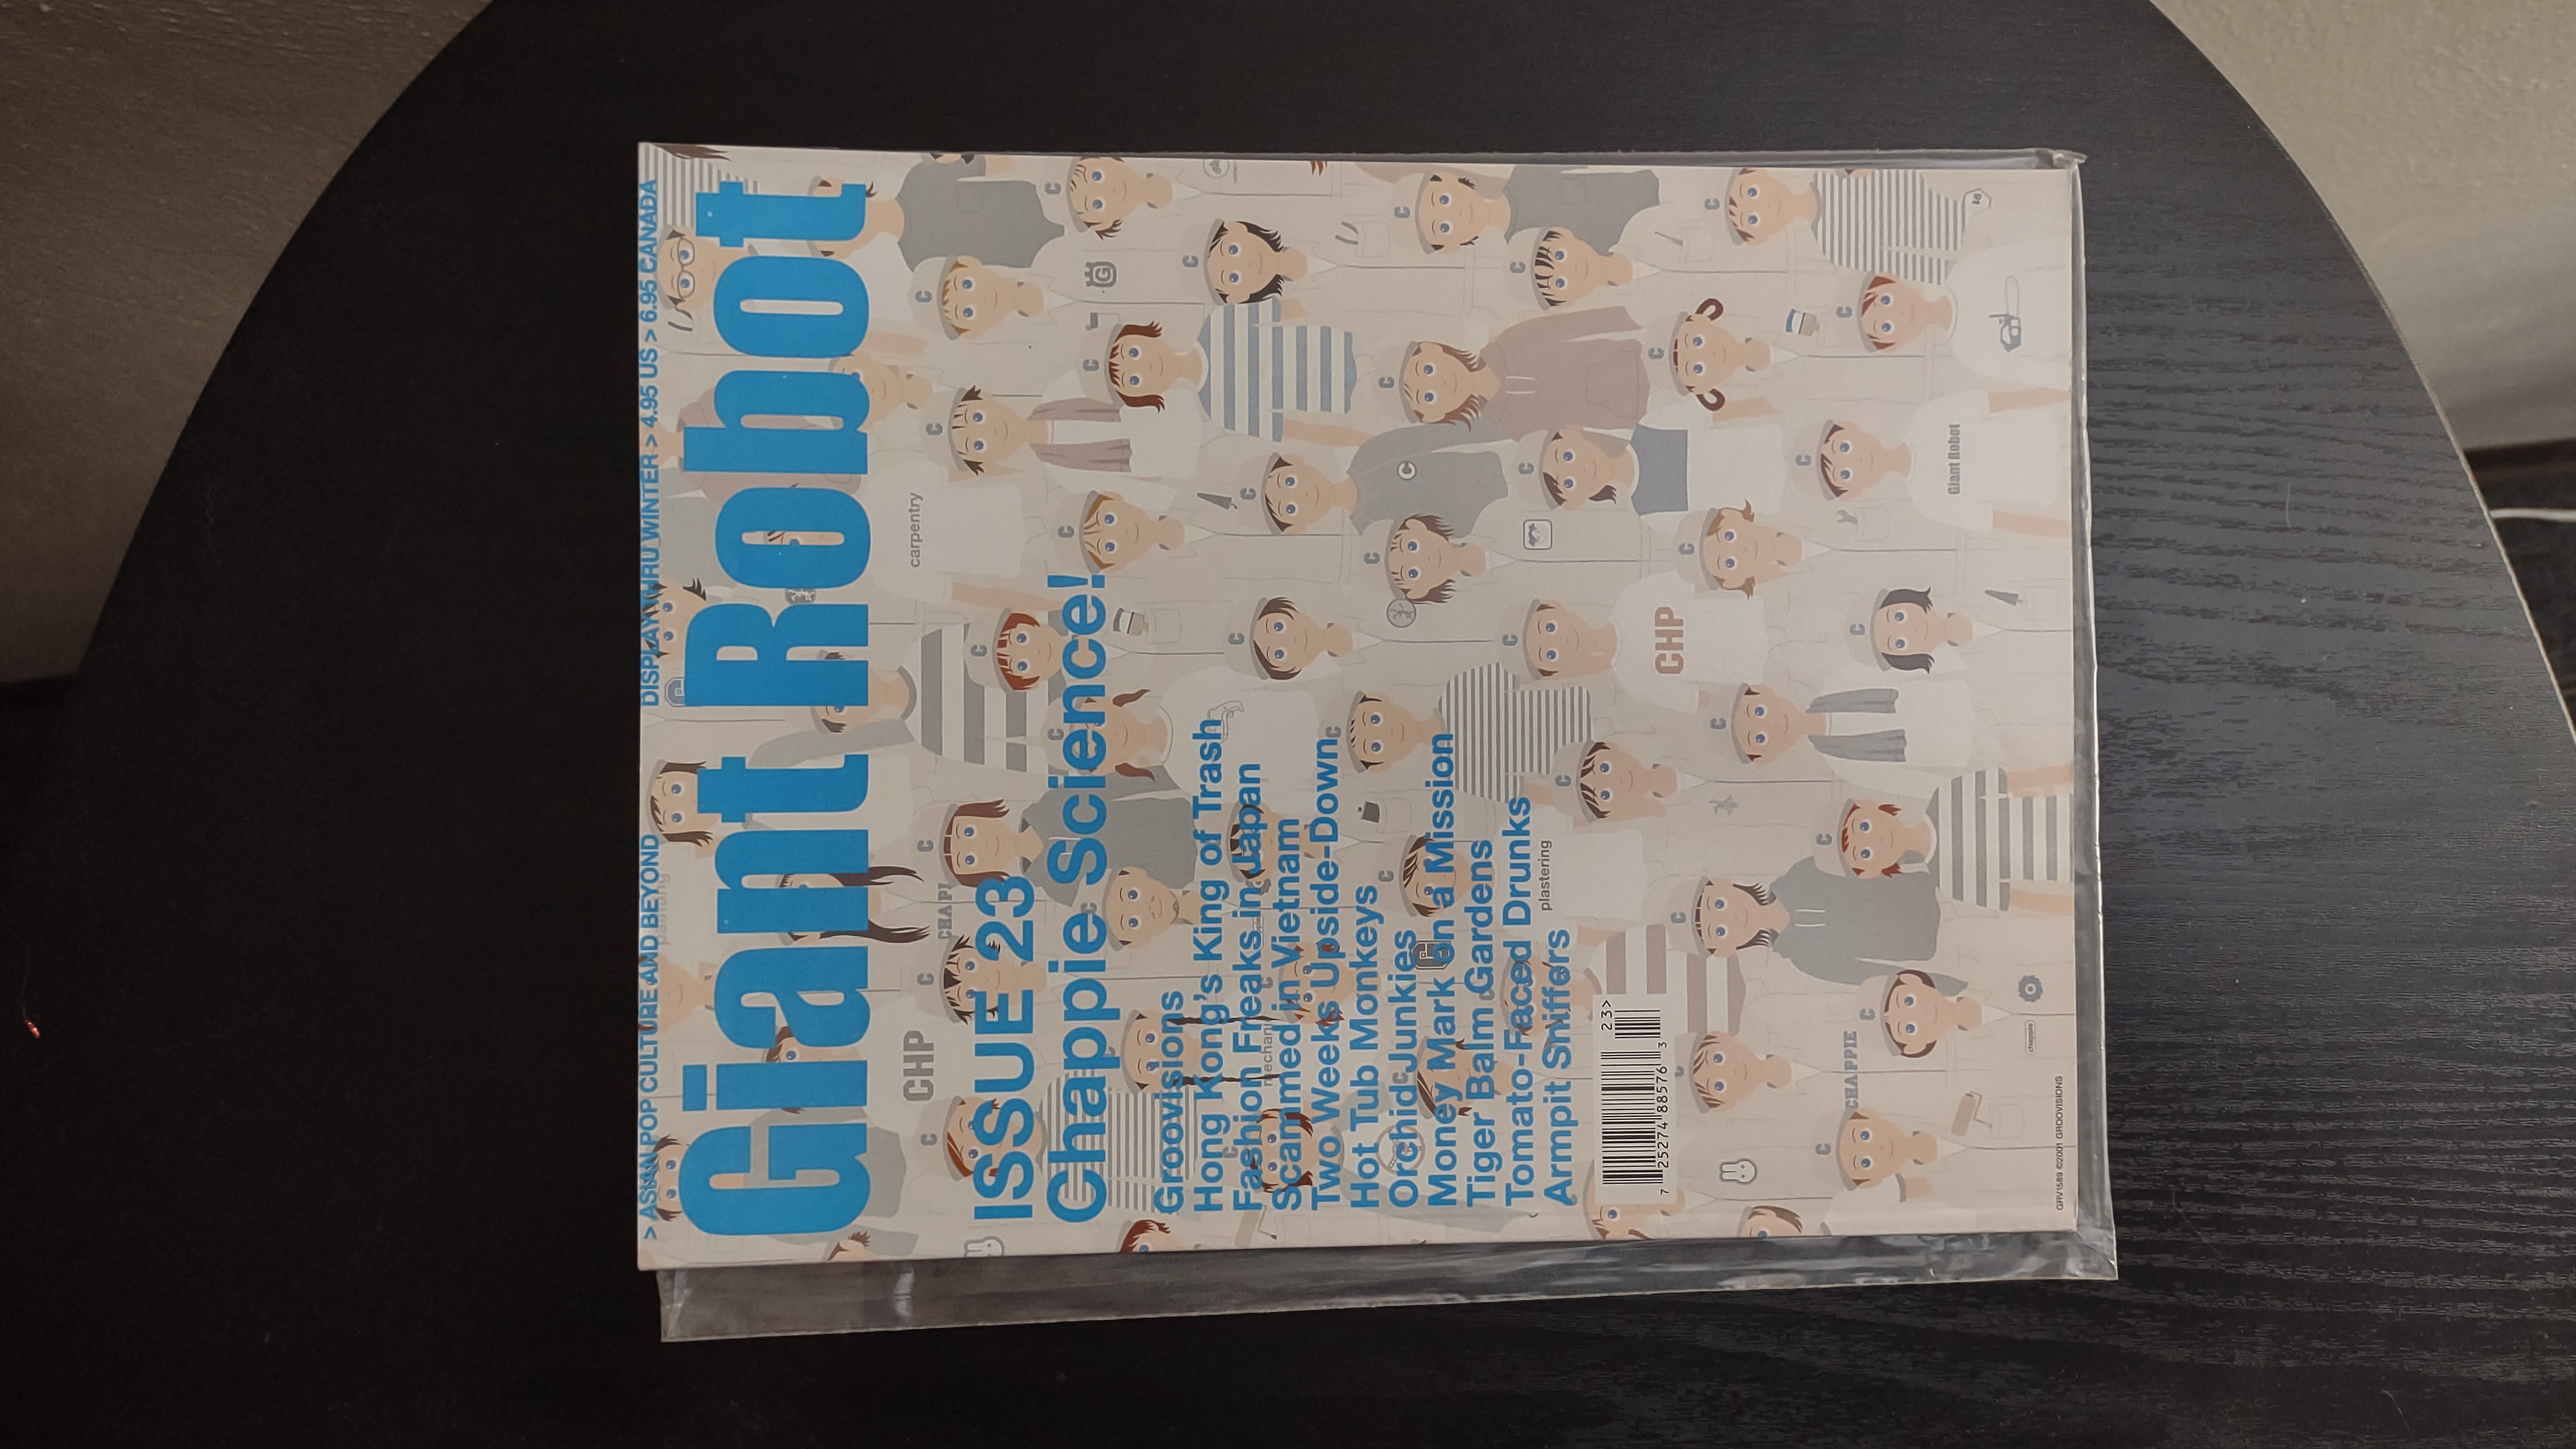 > ASIAN POP CULTURE AND BEYOND
DISPLAY THRU WINTER > 4.95 US > 6.95 CANADA
Giant Robot
ISSUE 23
Chappie Science!
Groovisions
Hong Kong's King of Trash
Fashion Freaks in Japan
Scammed in Vietnam
Two Weeks Upside-Down
Hot Tub Monkeys
Orchid Junkies
Money Mark on a Mission
Tiger Balm Gardens
Tomato-Faced Drunks
Armpit Sniffers
23>
7 25274 88576 3
GRV1589 ©2001 GROOVISIONS
carpentry
CHP
mechanic
plastering
CHP
CHAPPIE
chappie
Giant Robot